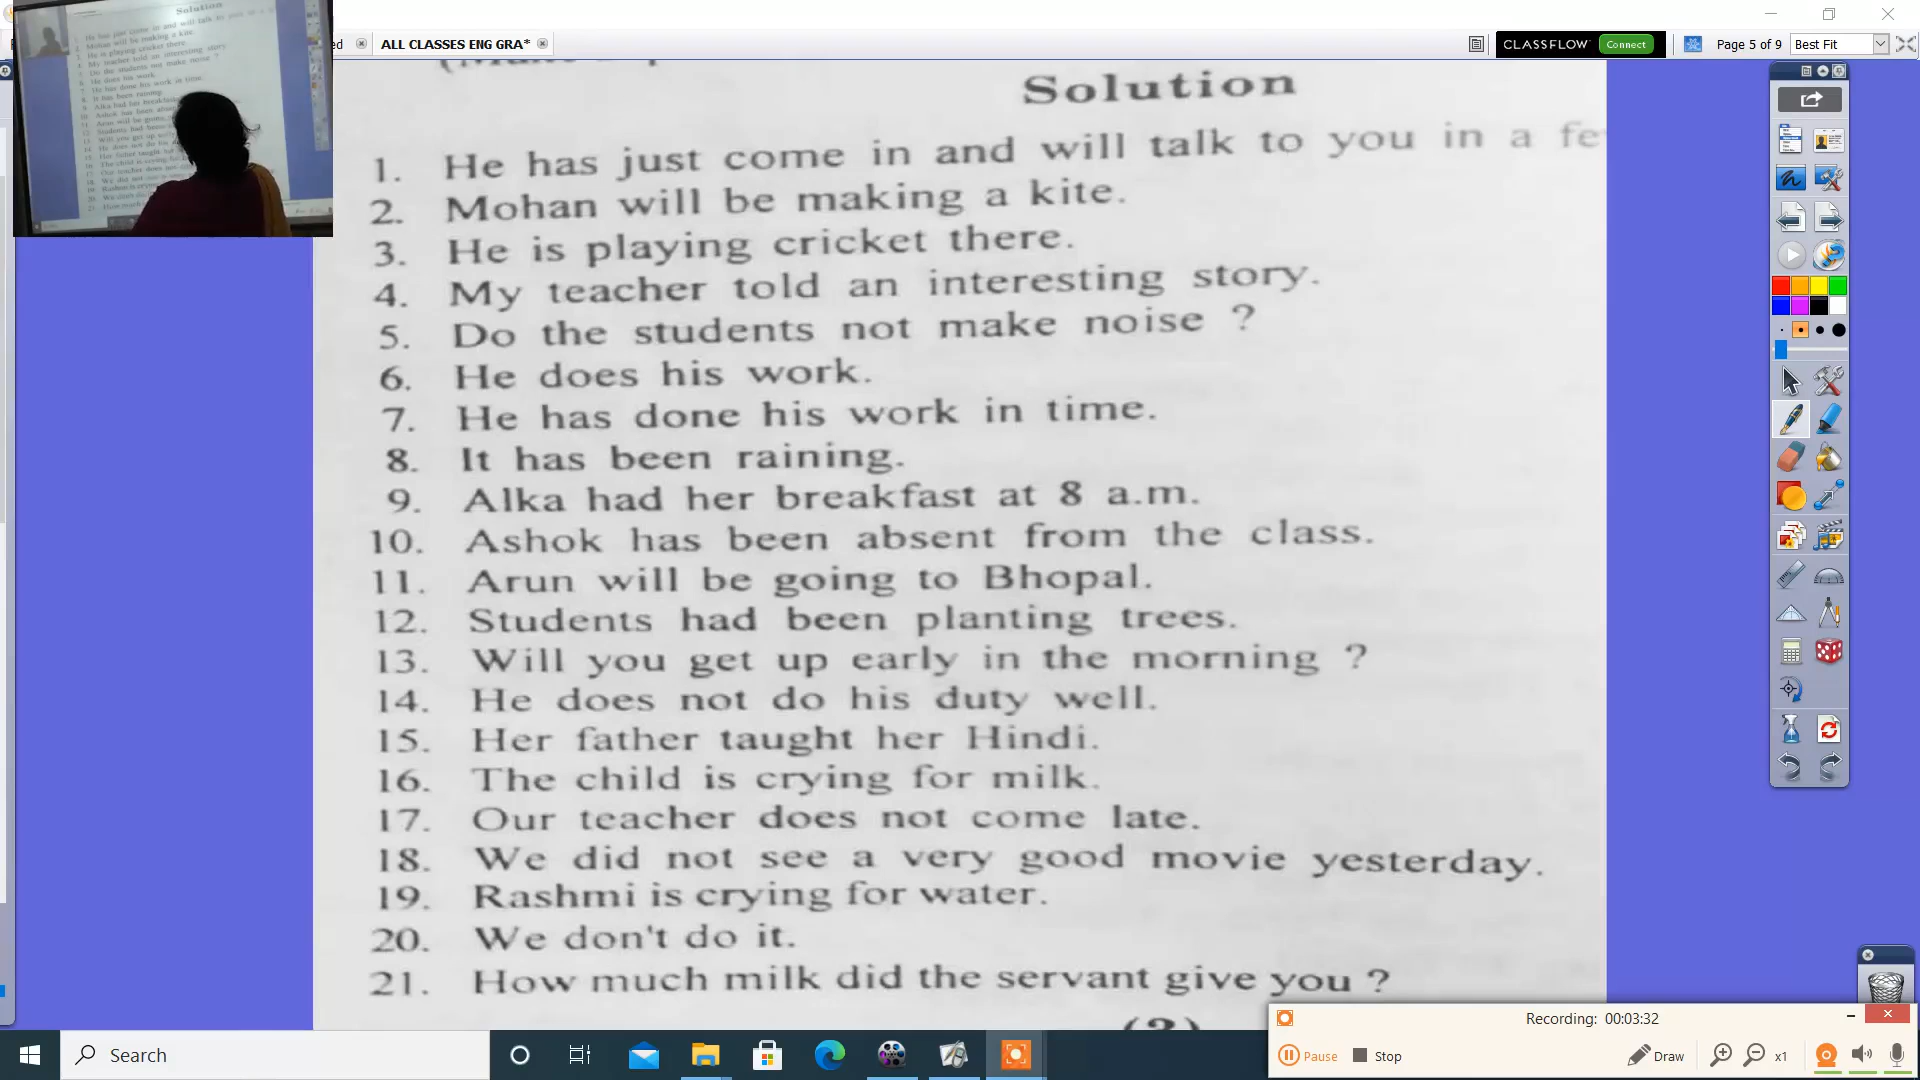 ed
ALL CLASSES ENG GRA*
CLASSFLOW Connect
Page 5 of 9
Best Fit
Solution
1. He has just come in and will talk to you in a
2. Mohan will be making a kite.
3. He is playing cricket there.
4. My teacher told an interesting story.
5. Do the students not make noise ?
6. He does his work.
7. He has done his work in time.
8. It has been raining.
9. Alka had her breakfast at 8 a.m.
10. Ashok has been absent from the class.
11. Arun will be going to Bhopal.
12. Students had been planting trees.
13. Will you get up early in the morning ?
14. He does not do his duty well.
15. Her father taught her Hindi.
16. The child is crying for milk.
17. Our teacher does not come late.
18. We did not see a very good movie yesterday.
19. Rashmi is crying for water.
20. We don't do it.
21. How much milk did the servant give you ?
Recording: 00:03:32
Pause
Stop
Draw
x1
Search